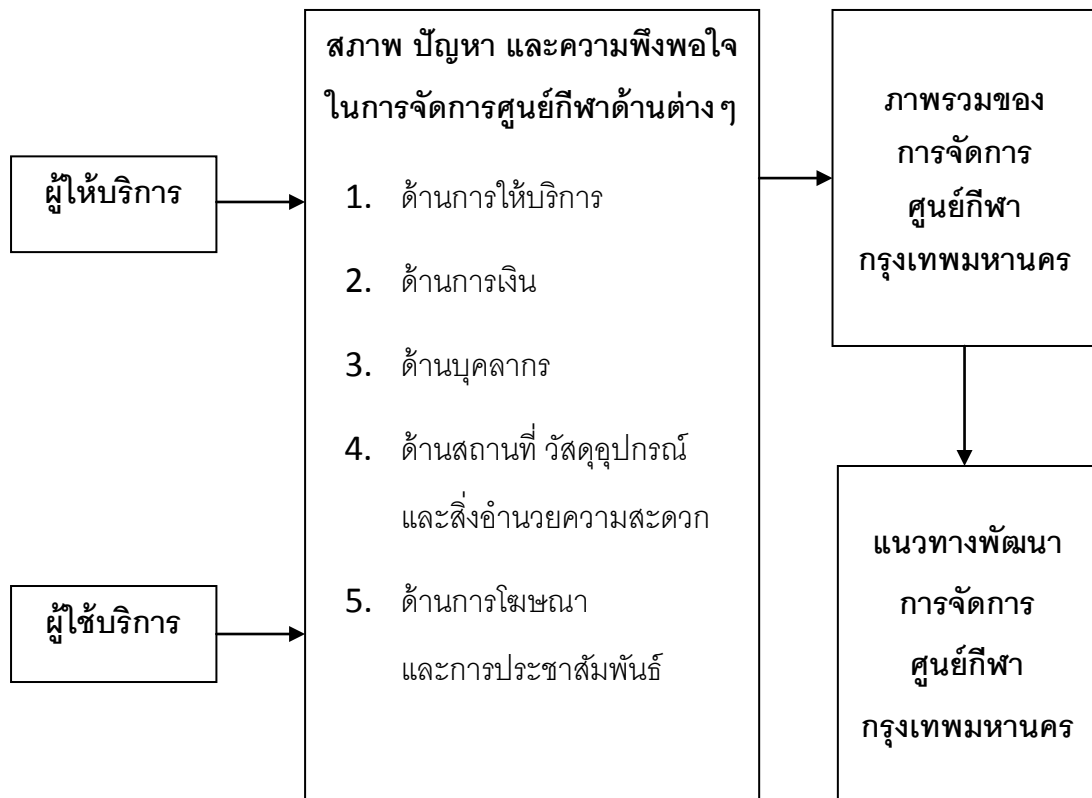 ผู้ให้บริการ
ผู้ใช้บริการ
สภาพ ปัญหา และความพึงพอใจ
ในการจัดการศูนย์กีฬาด้านต่างๆ
1. ด้านการให้บริการ
2. ด้านการเงิน
3. ด้านบุคลากร
4. ด้านสถานที่ วัสดุอุปกรณ์
และสิ่งอำนวยความสะดวก
5. ด้านการโฆษณา
และการประชาสัมพันธ์
ภาพรวมของ
การจัดการ
ศูนย์กีฬา
กรุงเทพมหานคร
แนวทางพัฒนา
การจัดการ
ศูนย์กีฬา
กรุงเทพมหานคร